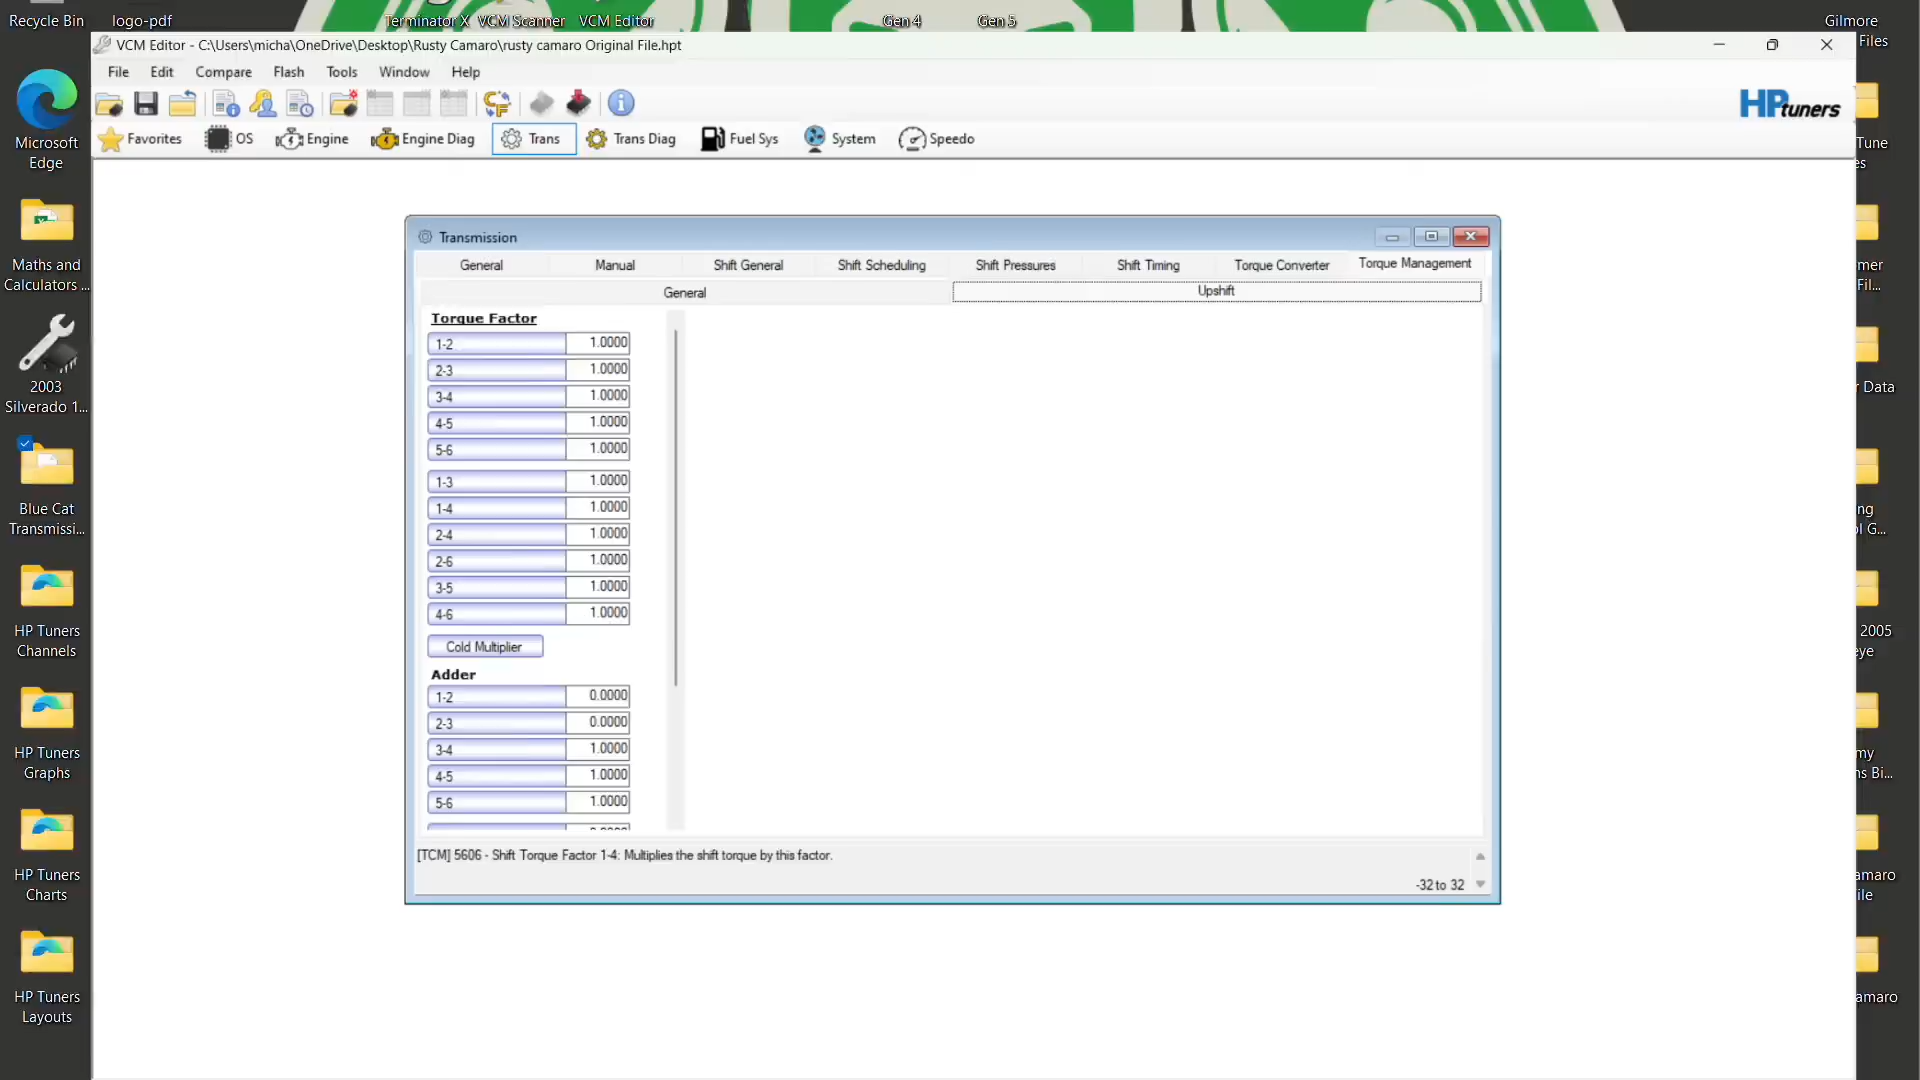 Recycle Bin
logo-pdf
Terminator X
VCM Scanner
VCM Editor
Gen 4
Gen 5
Gilmore
Files
VCM Editor - C:\Users\micha\OneDrive\Desktop\Rusty Camaro\rusty camaro Original File.hpt
File Edit Compare Flash Tools Window Help
HPtuners
Favorites OS Engine Engine Diag Trans Trans Diag Fuel Sys System Speedo
Microsoft
Edge
Maths and
Calculators ...
2003
Silverado 1...
Blue Cat
Transmissi...
HP Tuners
Channels
HP Tuners
Graphs
HP Tuners
Charts
HP Tuners
Layouts
Transmission
General Manual Shift General Shift Scheduling Shift Pressures Shift Timing Torque Converter Torque Management
General Upshift
Torque Factor
1-2 1.0000
2-3 1.0000
3-4 1.0000
4-5 1.0000
5-6 1.0000
1-3 1.0000
1-4 1.0000
2-4 1.0000
2-6 1.0000
3-5 1.0000
4-6 1.0000
Cold Multiplier
Adder
1-2 0.0000
2-3 0.0000
3-4 1.0000
4-5 1.0000
5-6 1.0000
[TCM] 5606 - Shift Torque Factor 1-4: Multiplies the shift torque by this factor.
-32 to 32
Tune
es
mer
Fil...
r Data
ng
ol G...
2005
eye
my
ns Bi...
amaro
ile
amaro